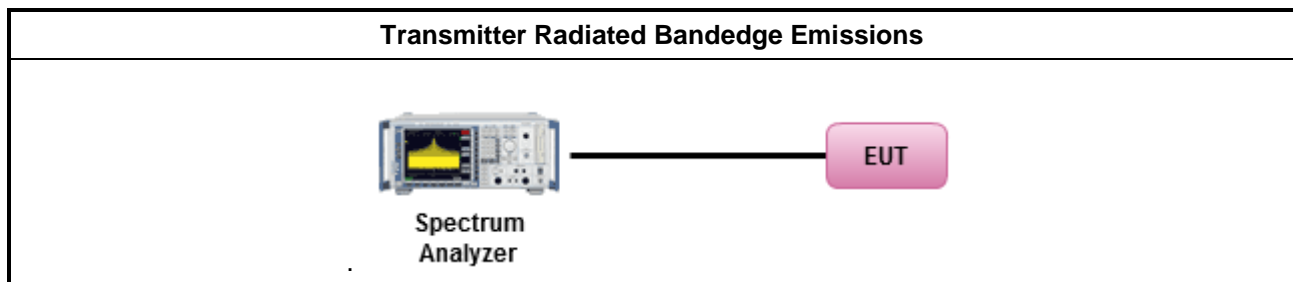 Transmitter Radiated Bandedge Emissions
EUT
Spectrum
Analyzer
.